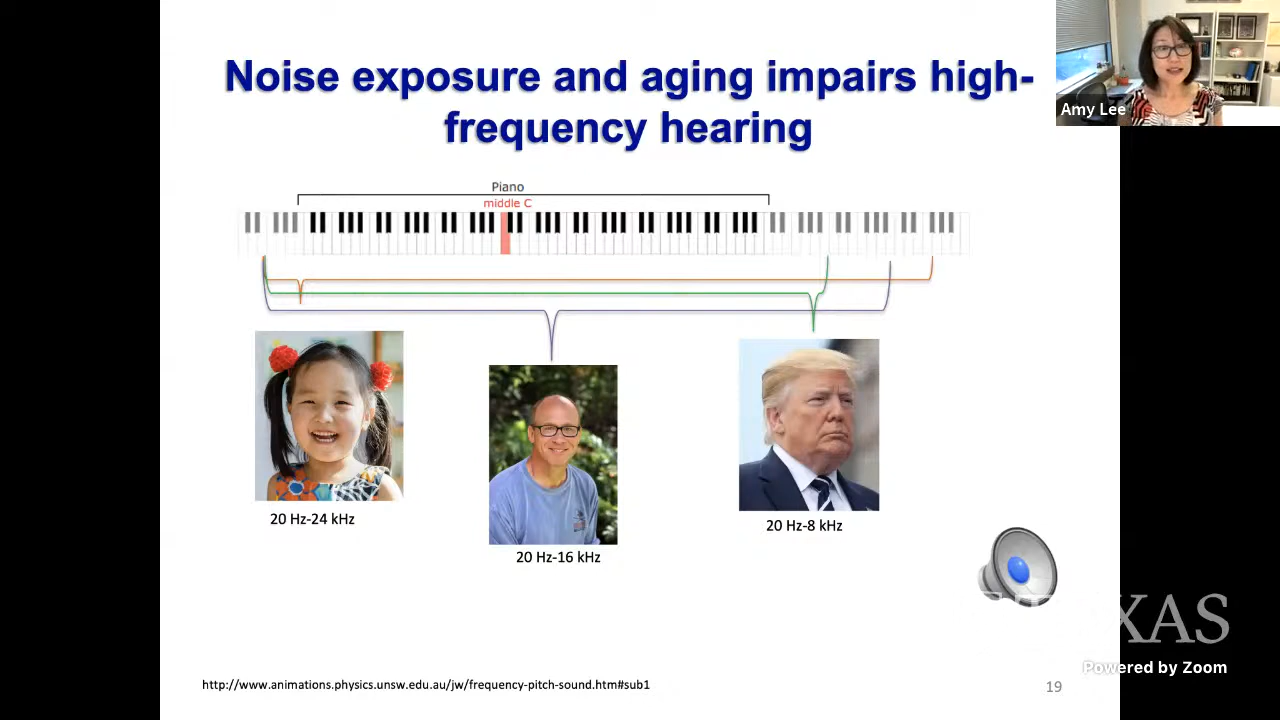 Noise exposure and aging impairs high-
frequency hearing
Amy Lee
Piano
middle C
20 Hz-24 kHz
20 Hz-16 kHz
20 Hz-8 kHz
XAS
Powered by Zoom
http://www.animations.physics.unsw.edu.au/jw/frequency-pitch-sound.htm#sub1
19